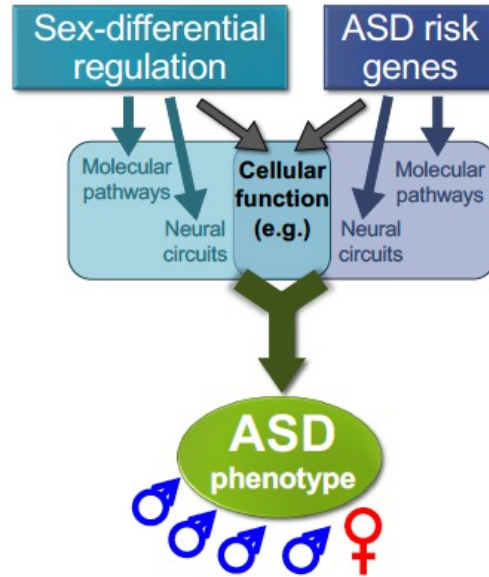 Sex-differential
regulation
ASD risk
genes
Molecular
pathways
Neural
circuits
Cellular
function
(e.g.)
Molecular
pathways
Neural
circuits
ASD
phenotype